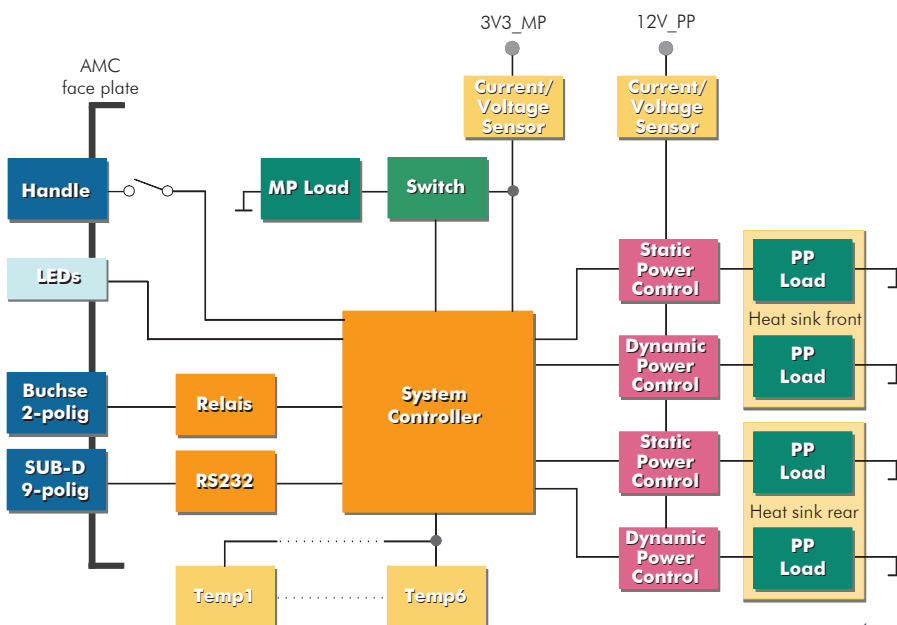 3V3_MP
12V_PP
AMC
face plate
Current/
Voltage
Sensor
Current/
Voltage
Sensor
Handle
MP Load
Switch
LEDs
Static
Power
Control
PP
Load
Heat sink front
Dynamic
Power
Control
PP
Load
Buchse
2-polig
Relais
System
Controller
SUB-D
9-polig
RS232
Static
Power
Control
PP
Load
Heat sink rear
Dynamic
Power
Control
PP
Load
Temp1
Temp6